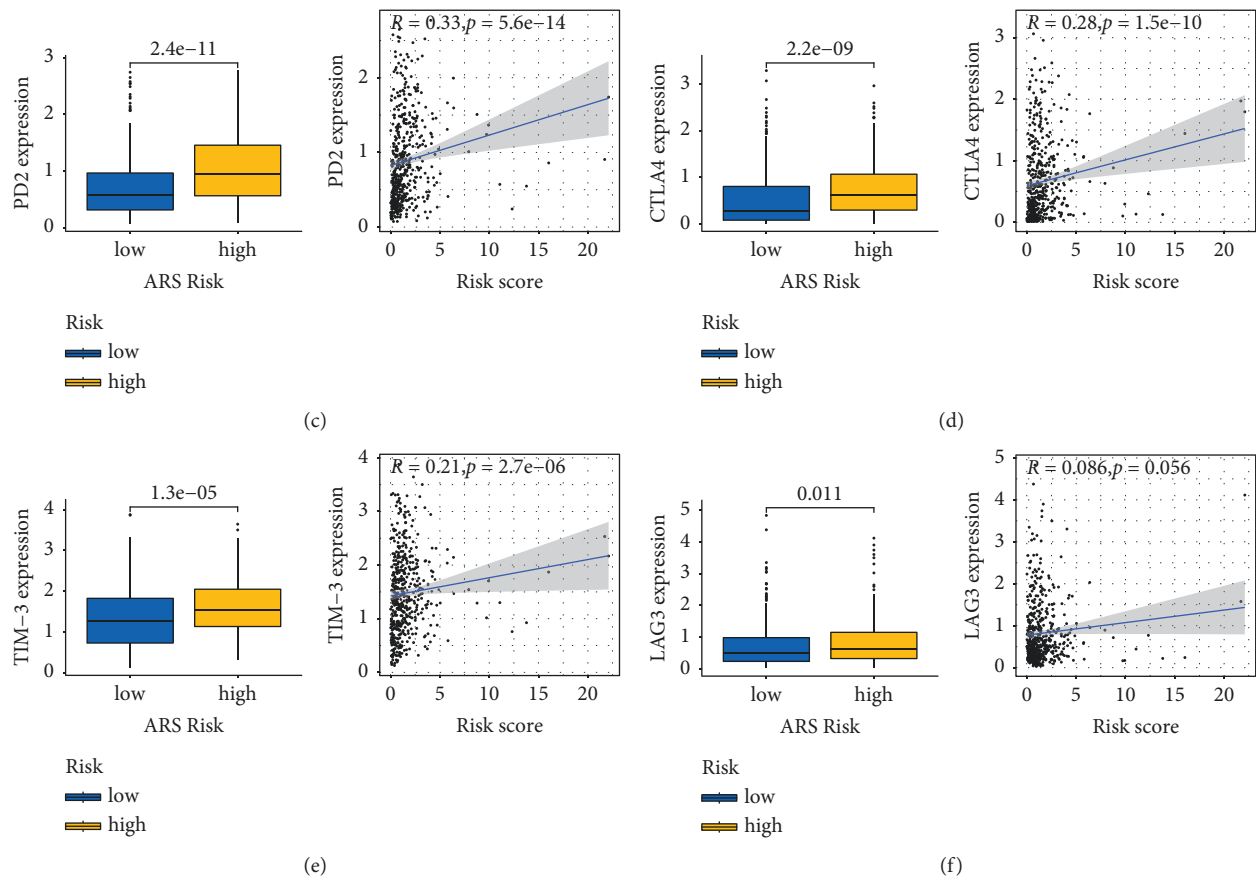 PD2 expression
3
2
1
0
2.4e−11
low
high
ARS Risk
Risk
low
high
PD2 expression
2
1
0
R = 0.33,p = 5.6e−14
0
5
10
15
20
Risk score
(c)
CTLA4 expression
3
2
1
0
2.2e−09
low
high
ARS Risk
Risk
low
high
CTLA4 expression
3
2
1
0
R = 0.28,p = 1.5e−10
0
5
10
15
20
Risk score
(d)
TIM−3 expression
4
3
2
1
0
1.3e−05
low
high
ARS Risk
Risk
low
high
TIM−3 expression
4
3
2
1
0
R = 0.21,p = 2.7e−06
0
5
10
15
20
Risk score
(e)
LAG3 expression
5
4
3
2
1
0
0.011
low
high
ARS Risk
Risk
low
high
LAG3 expression
5
4
3
2
1
0
R = 0.086,p = 0.056
0
5
10
15
20
Risk score
(f)